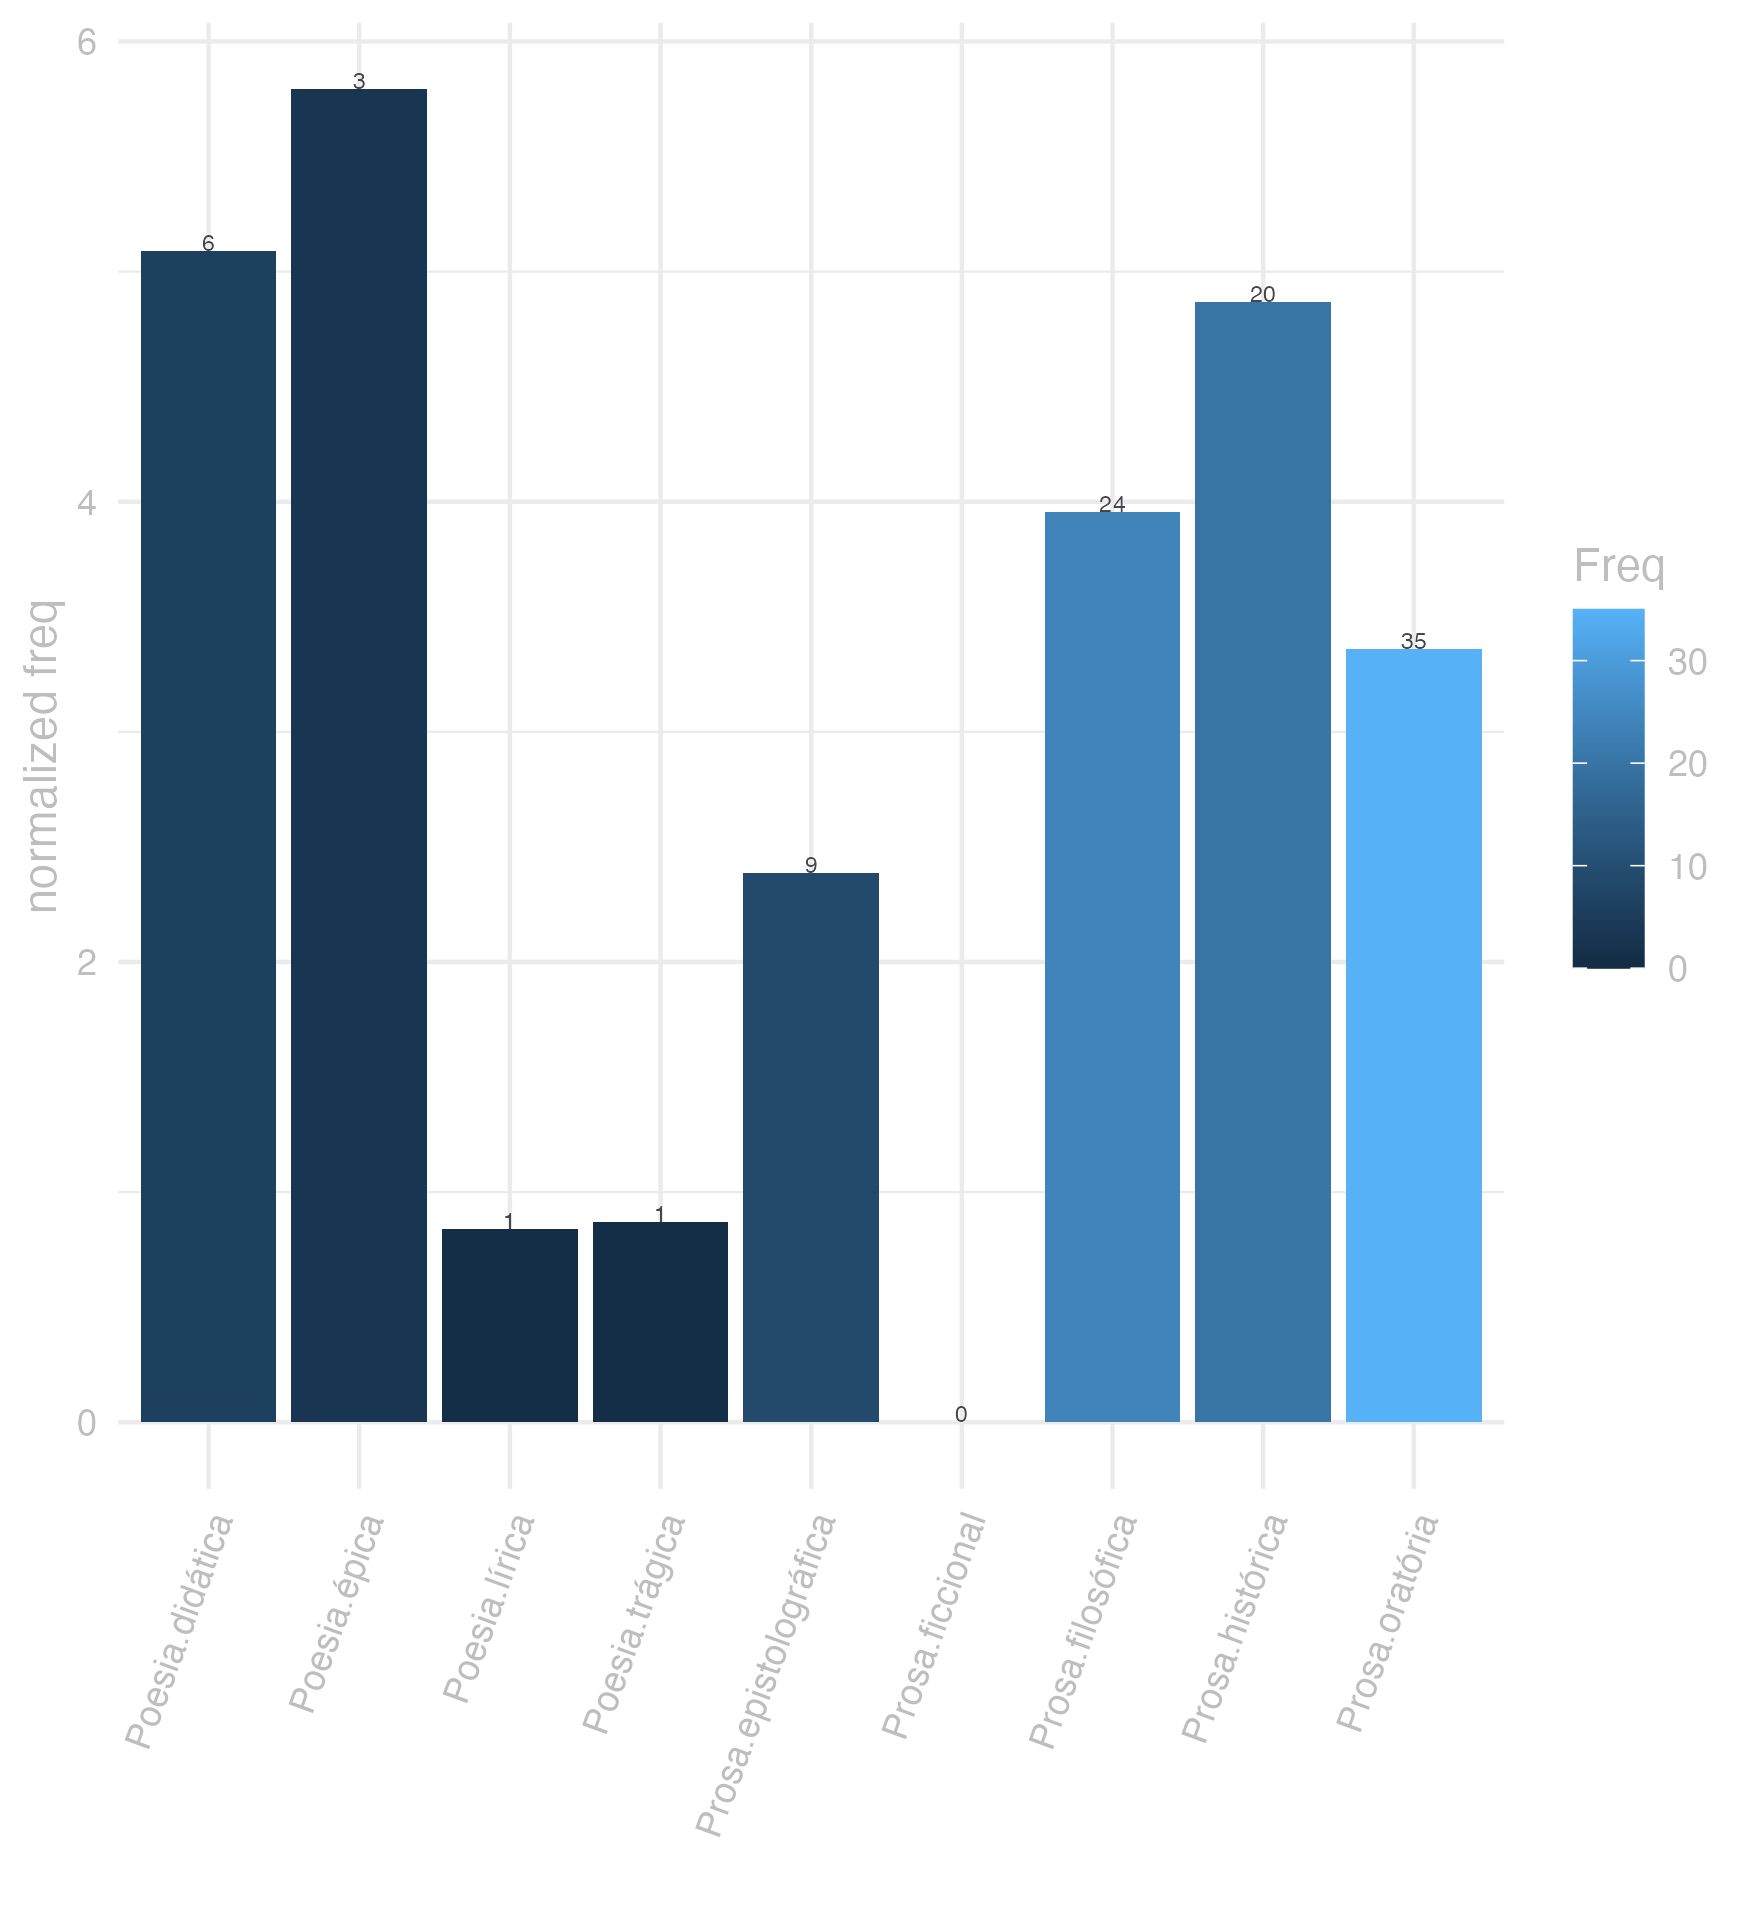 6
3
6
20
4
24
Freq
35
30
normalized freq
20
9
10
2
0
1
1
0
0
Poesia.didática
Poesia.épica
Poesia.lírica
Poesia.trágica
Prosa.epistolográfica
Prosa.ficcional
Prosa.filosófica
Prosa.histórica
Prosa.oratória